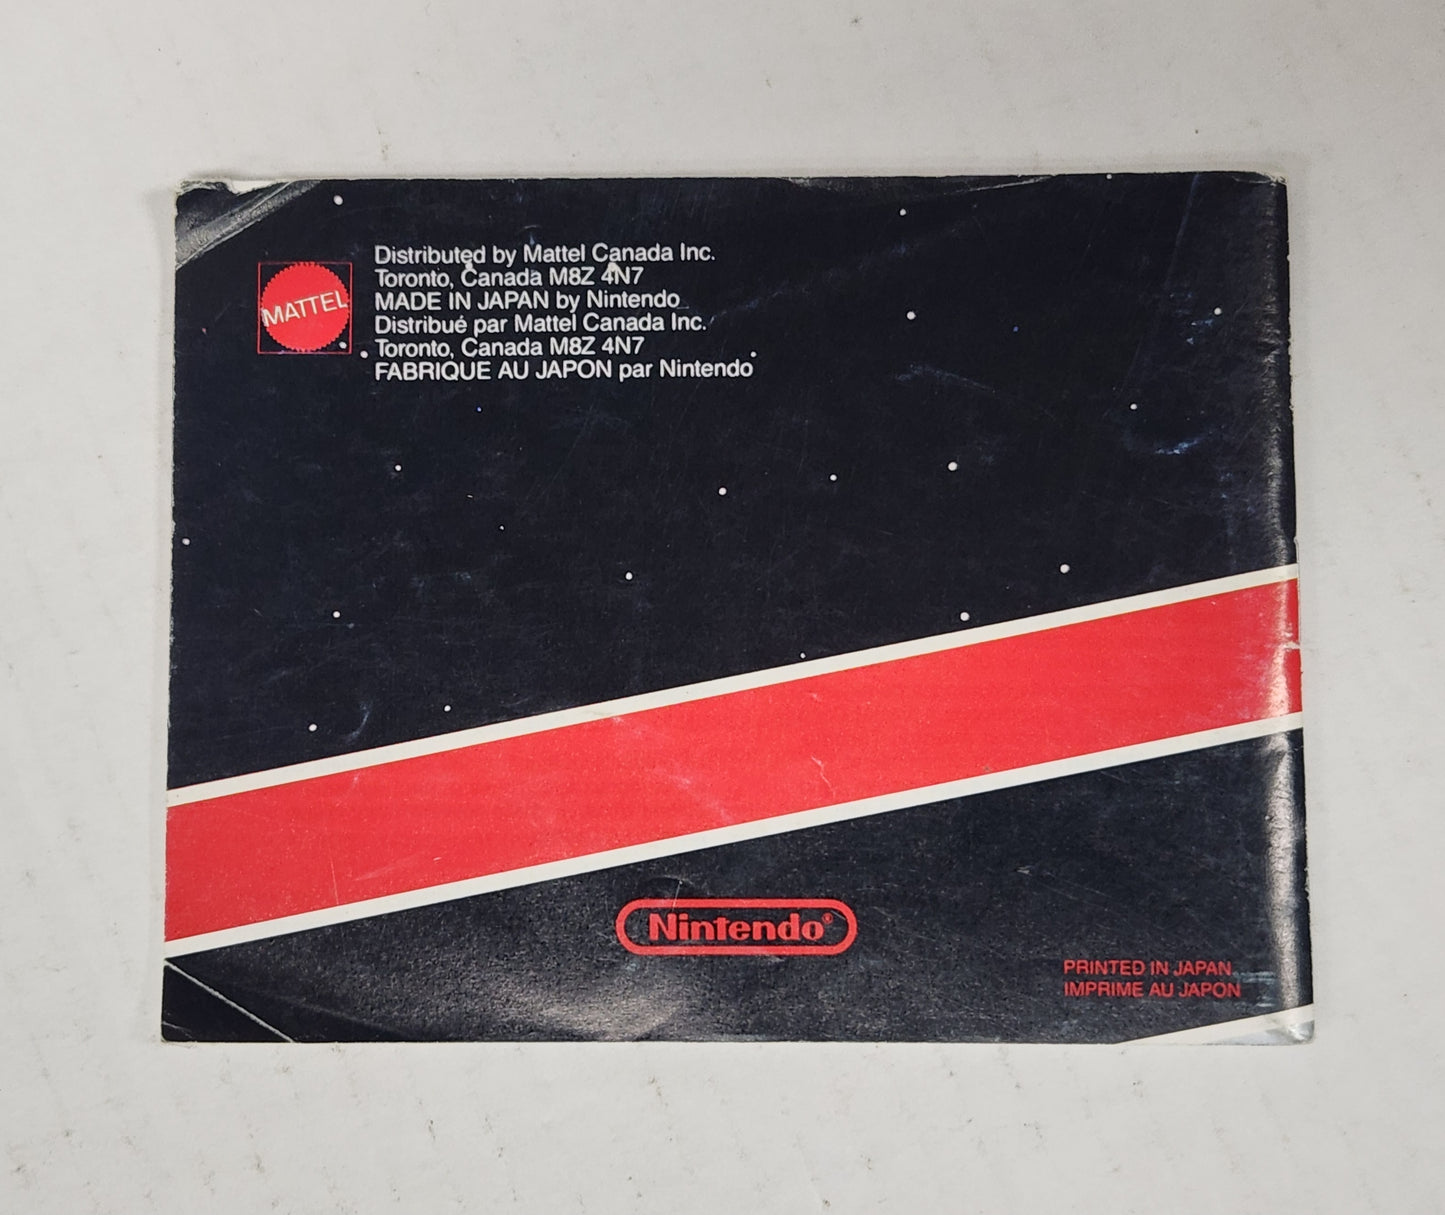 MATTEL
Distributed by Mattel Canada Inc.
Toronto, Canada M8Z 4N7
MADE IN JAPAN by Nintendo
Distribué par Mattel Canada Inc.
Toronto, Canada M8Z 4N7
FABRIQUE AU JAPON par Nintendo
Nintendo®
PRINTED IN JAPAN
IMPRIME AU JAPON